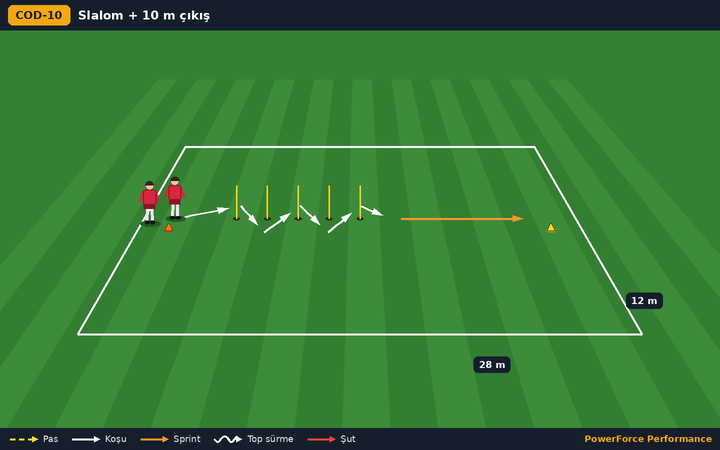 COD-10 Slalom + 10 m çıkış
12 m
28 m
Pas Koşu Sprint Top sürme Şut PowerForce Performance